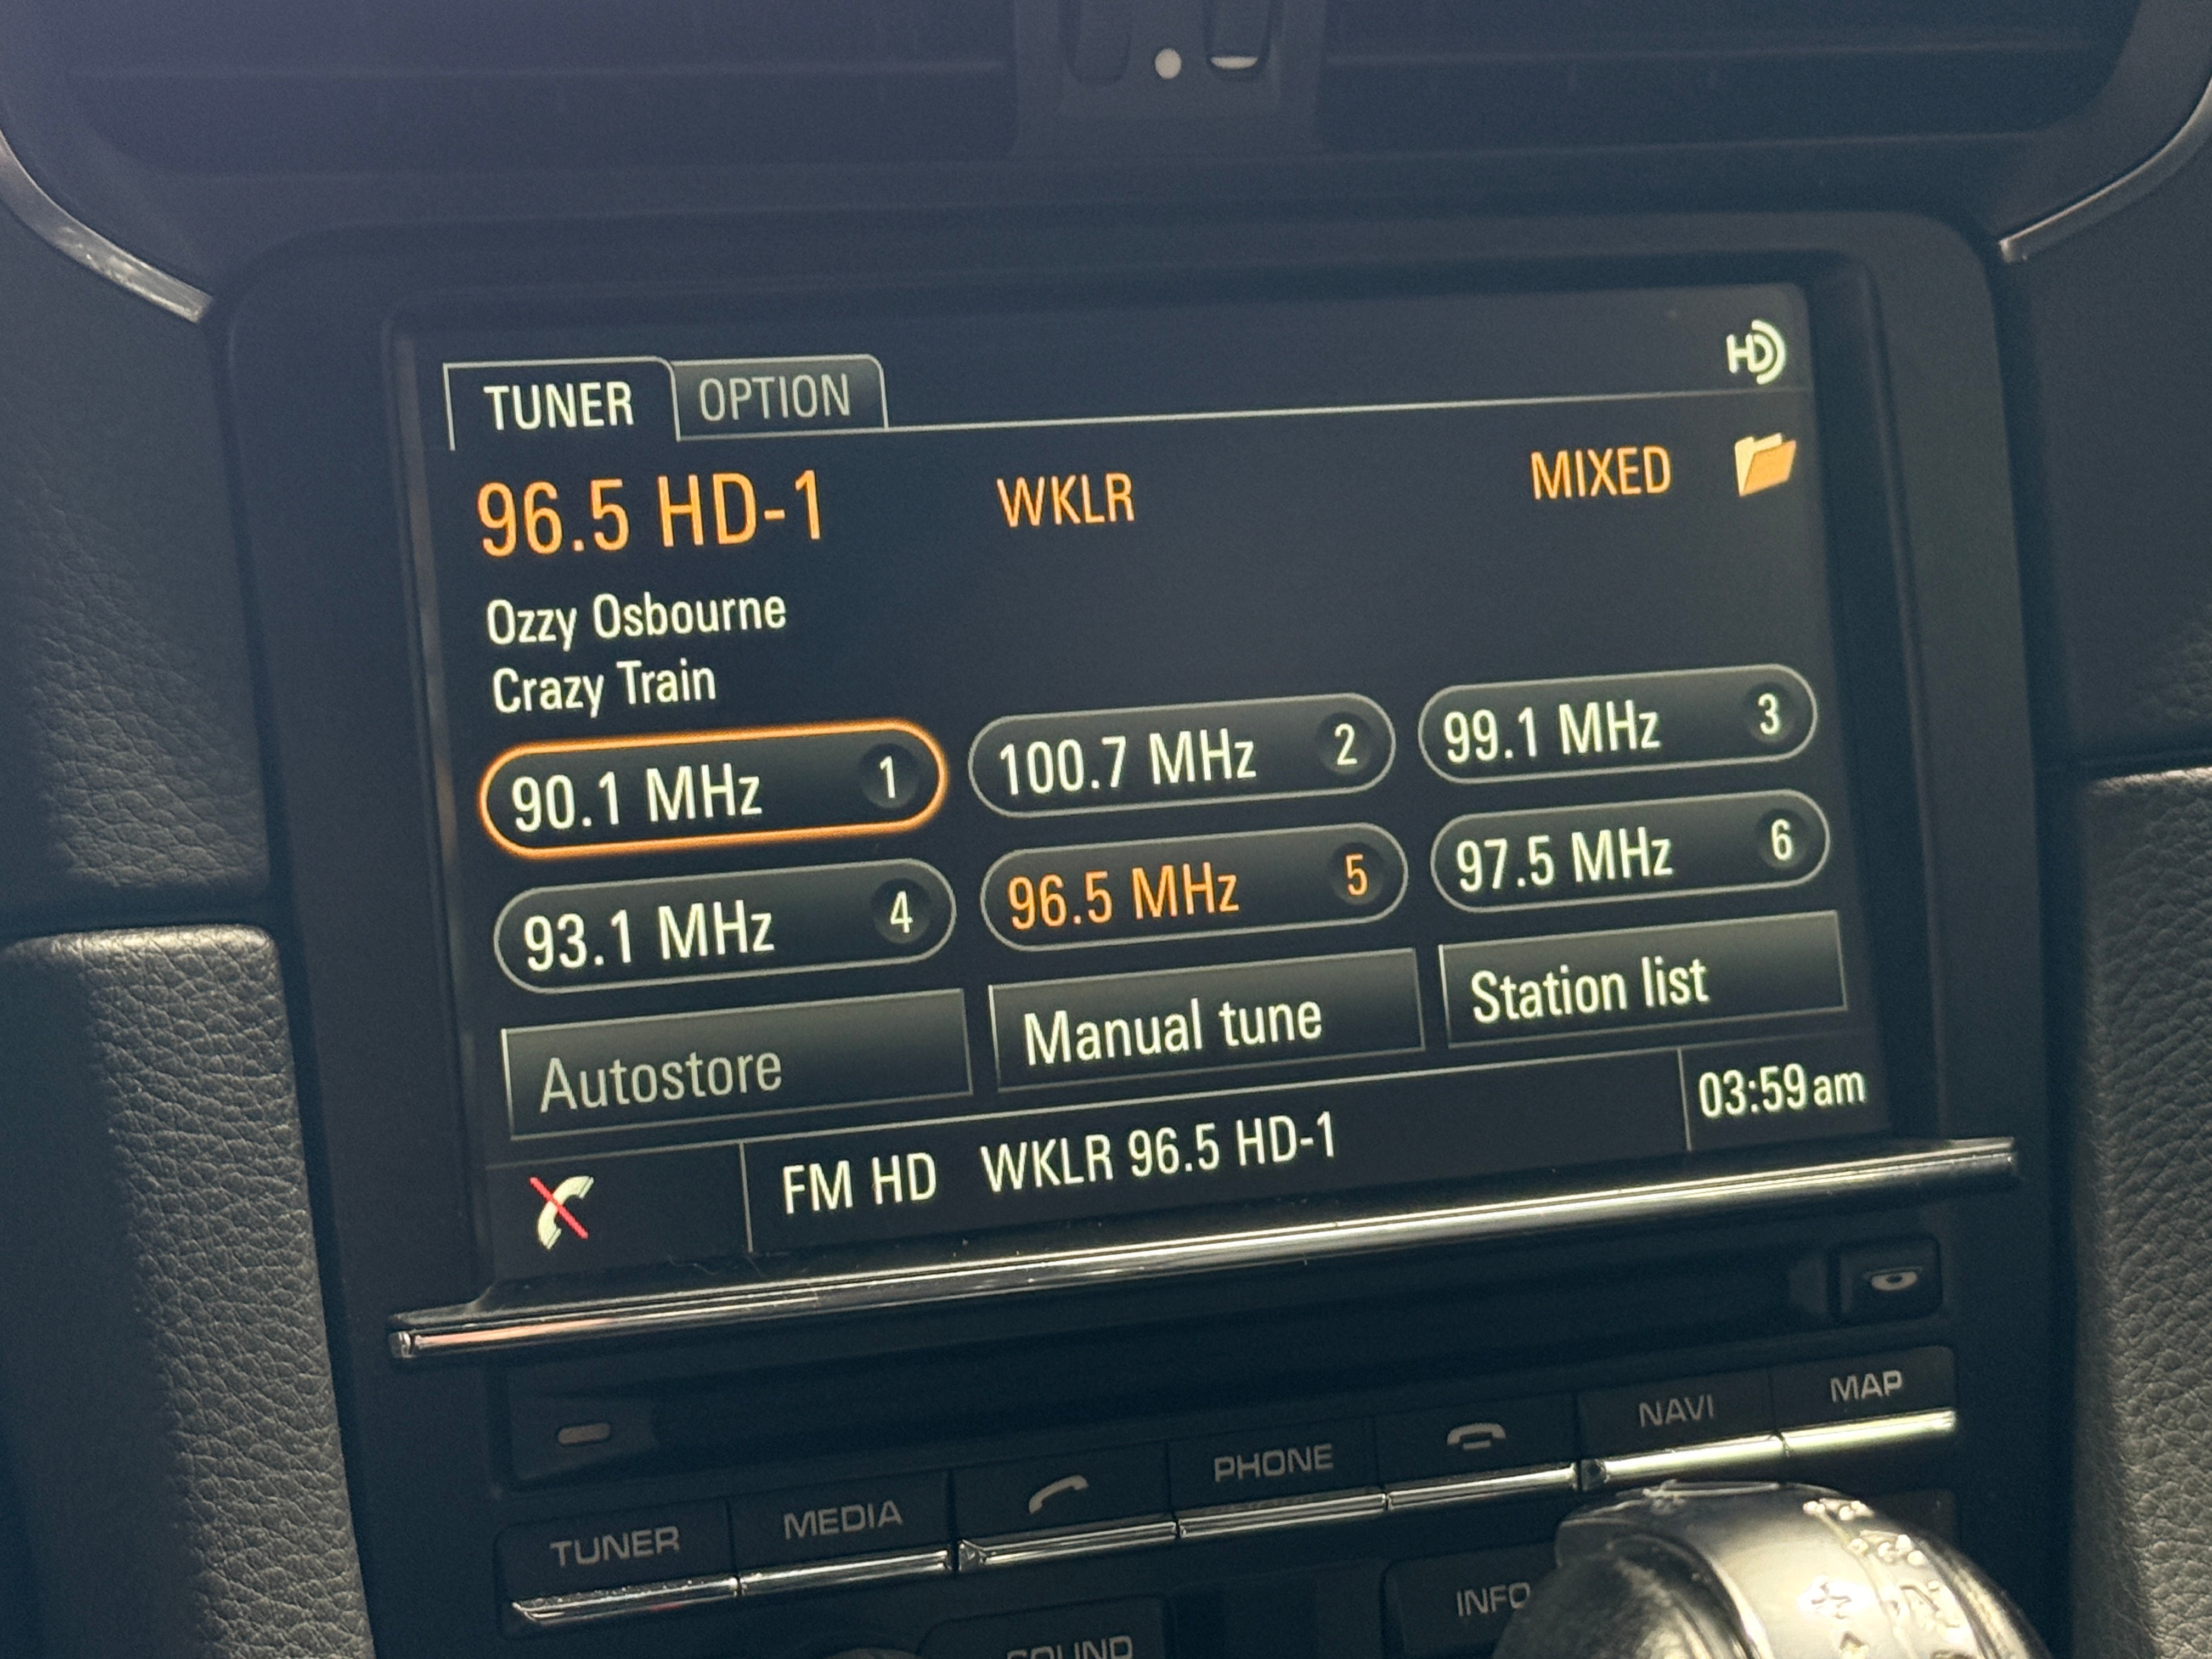 HD
TUNER OPTION
96.5 HD-1 WKLR MIXED
Ozzy Osbourne
Crazy Train
90.1 MHz 1 100.7 MHz 2 99.1 MHz 3
93.1 MHz 4 96.5 MHz 5 97.5 MHz 6
Autostore Manual tune Station list
FM HD WKLR 96.5 HD-1 03:59am
TUNER MEDIA PHONE NAVI MAP
SOUND INFO